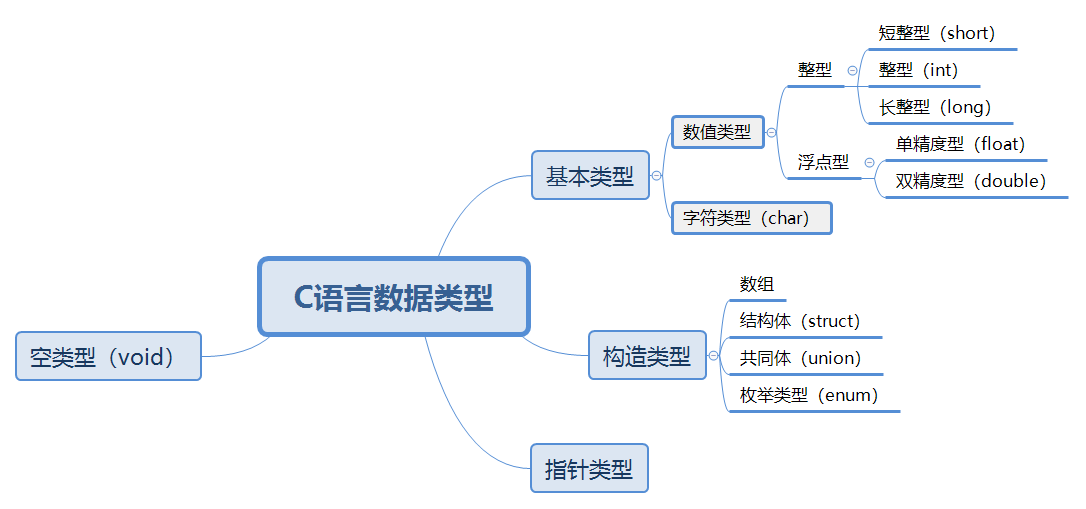 短整型（short）
整型
整型（int）
长整型（long）
数值类型
单精度型（float）
浮点型
双精度型（double）
基本类型
字符类型（char）
C语言数据类型
数组
结构体（struct）
空类型（void）
构造类型
共同体（union）
枚举类型（enum）
指针类型